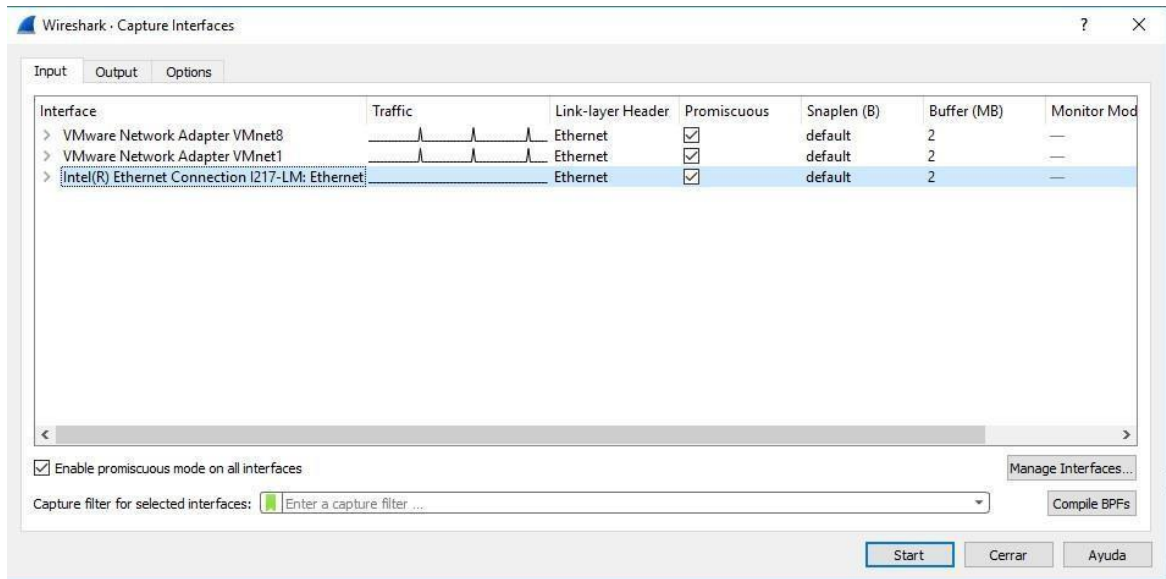 Wireshark · Capture Interfaces ? ×
Input Output Options
Interface Traffic Link-layer Header Promiscuous Snaplen (B) Buffer (MB) Monitor Mod
> VMware Network Adapter VMnet8 Ethernet default 2 —
> VMware Network Adapter VMnet1 Ethernet default 2 —
> Intel(R) Ethernet Connection I217-LM: Ethernet Ethernet default 2 —
Enable promiscuous mode on all interfaces Manage Interfaces...
Capture filter for selected interfaces: Enter a capture filter ... Compile BPFs
Start Cerrar Ayuda